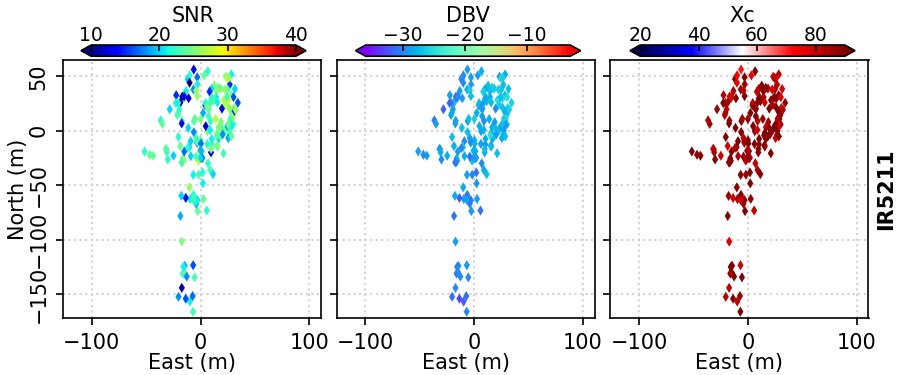 SNR DBV Xc
10 20 30 40 −30 −20 −10 20 40 60 80
North (m)
50
0
−50
−100
−150
−100 0 100 −100 0 100 −100 0 100
East (m) East (m) East (m)
IR5211